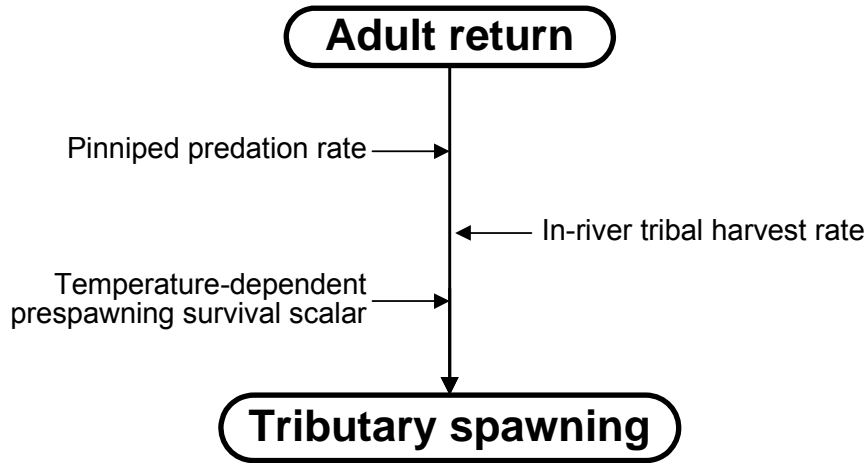 Adult return
Pinniped predation rate
In-river tribal harvest rate
Temperature-dependent
prespawning survival scalar
Tributary spawning